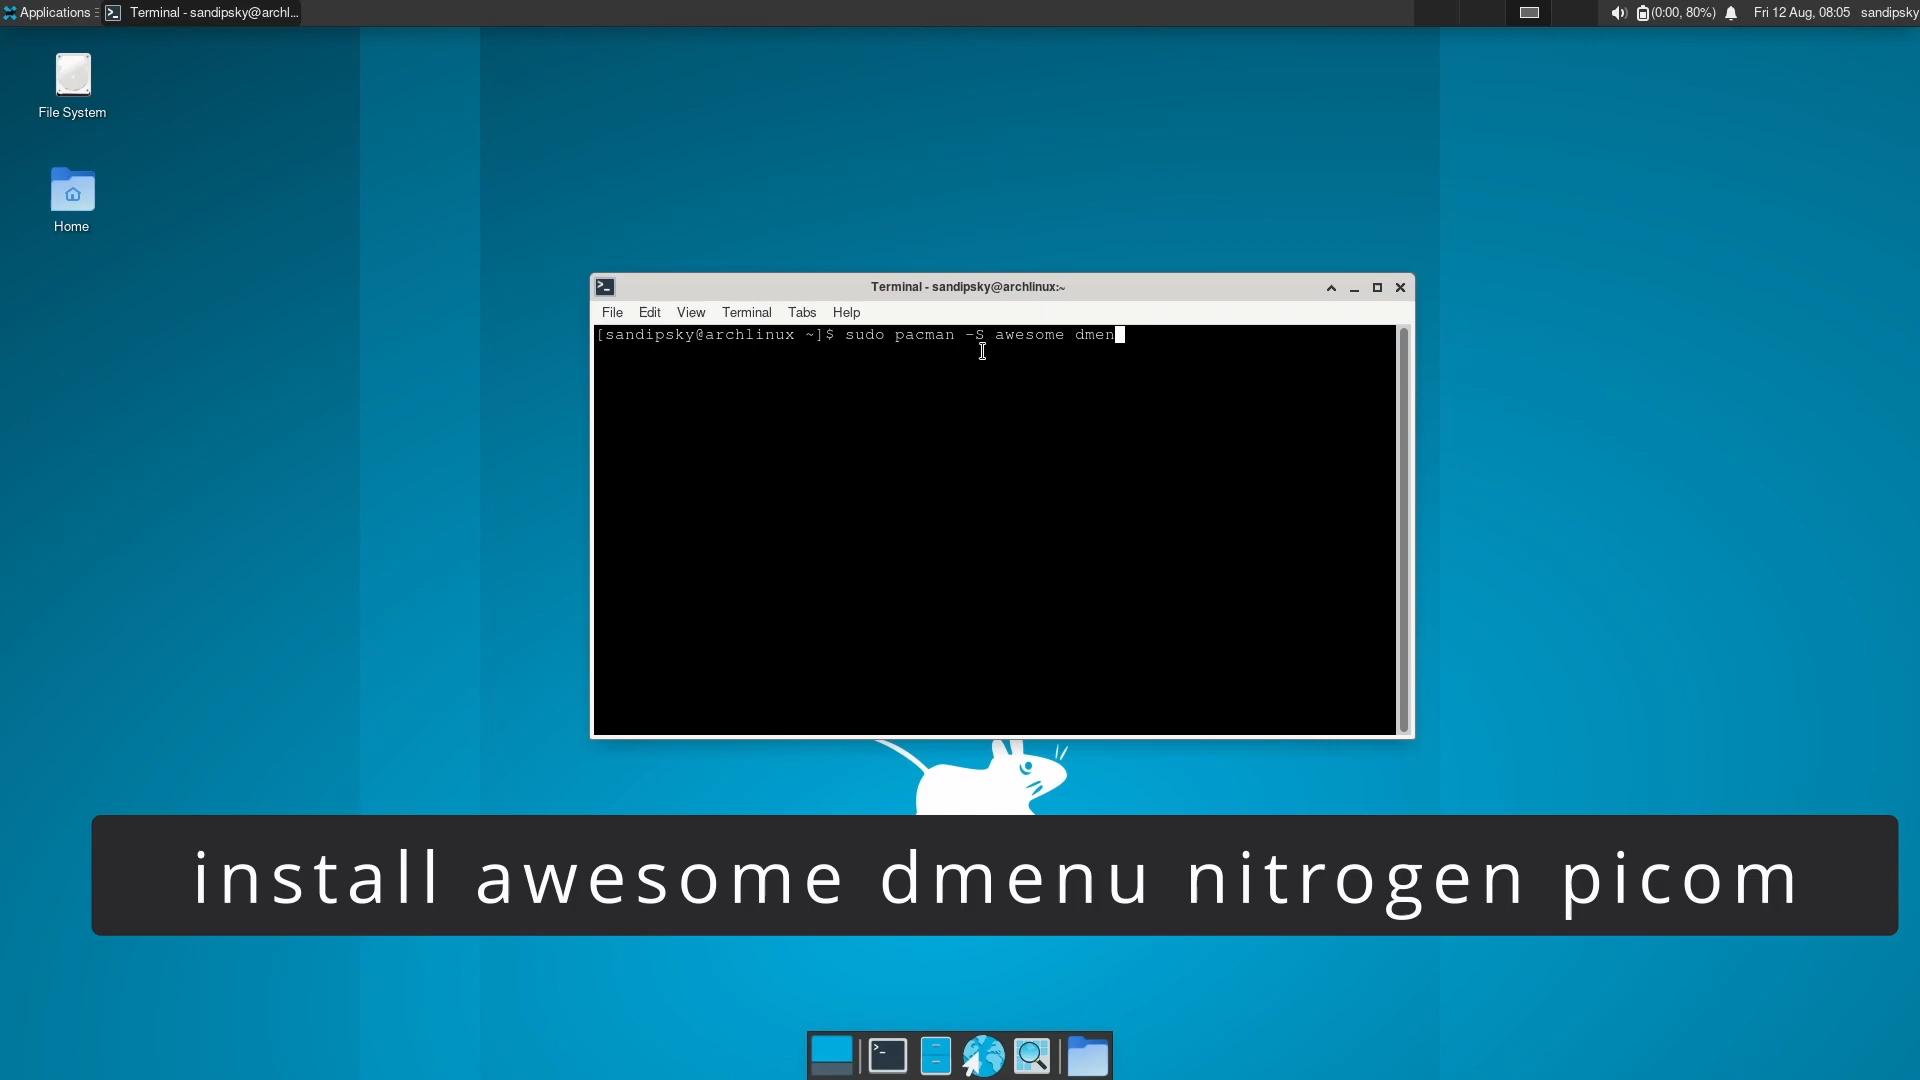 Applications
Terminal - sandipsky@archl...
(0:00, 80%)
Fri 12 Aug, 08:05
sandipsky
File System
Home
Terminal - sandipsky@archlinux:~
File Edit View Terminal Tabs Help
[sandipsky@archlinux ~]$ sudo pacman -S awesome dmen
install awesome dmenu nitrogen picom